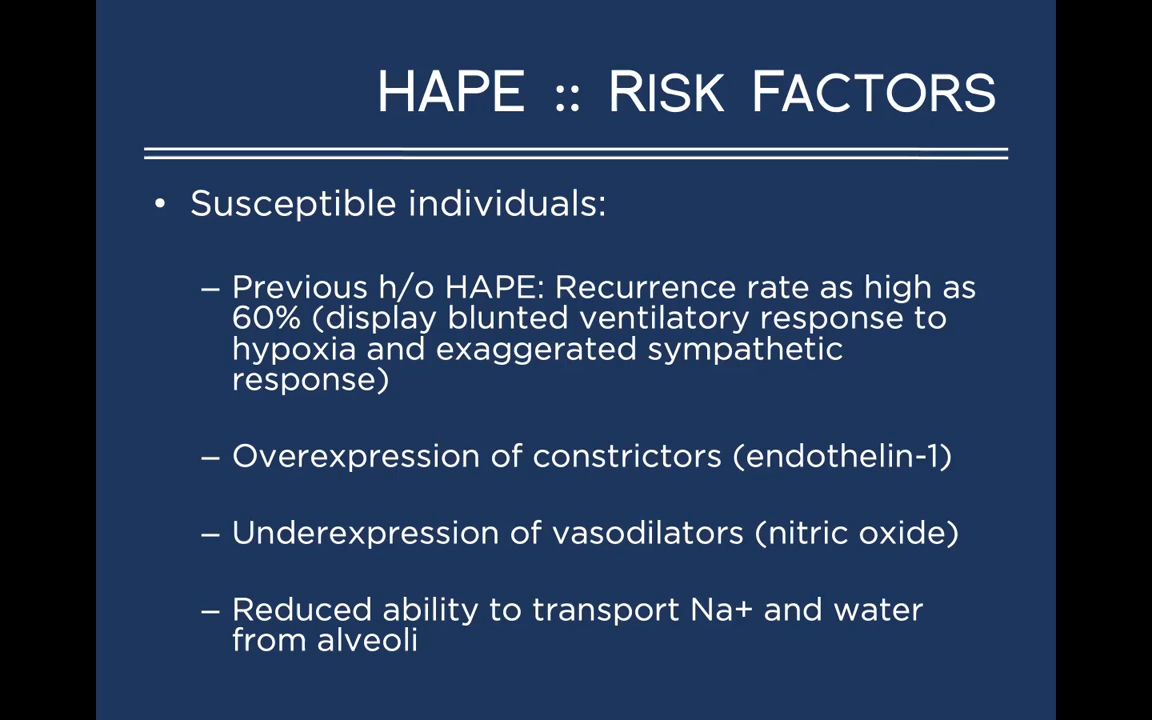 HAPE :: RISK FACTORS
• Susceptible individuals:
– Previous h/o HAPE: Recurrence rate as high as
60% (display blunted ventilatory response to
hypoxia and exaggerated sympathetic
response)
– Overexpression of constrictors (endothelin-1)
– Underexpression of vasodilators (nitric oxide)
– Reduced ability to transport Na+ and water
from alveoli